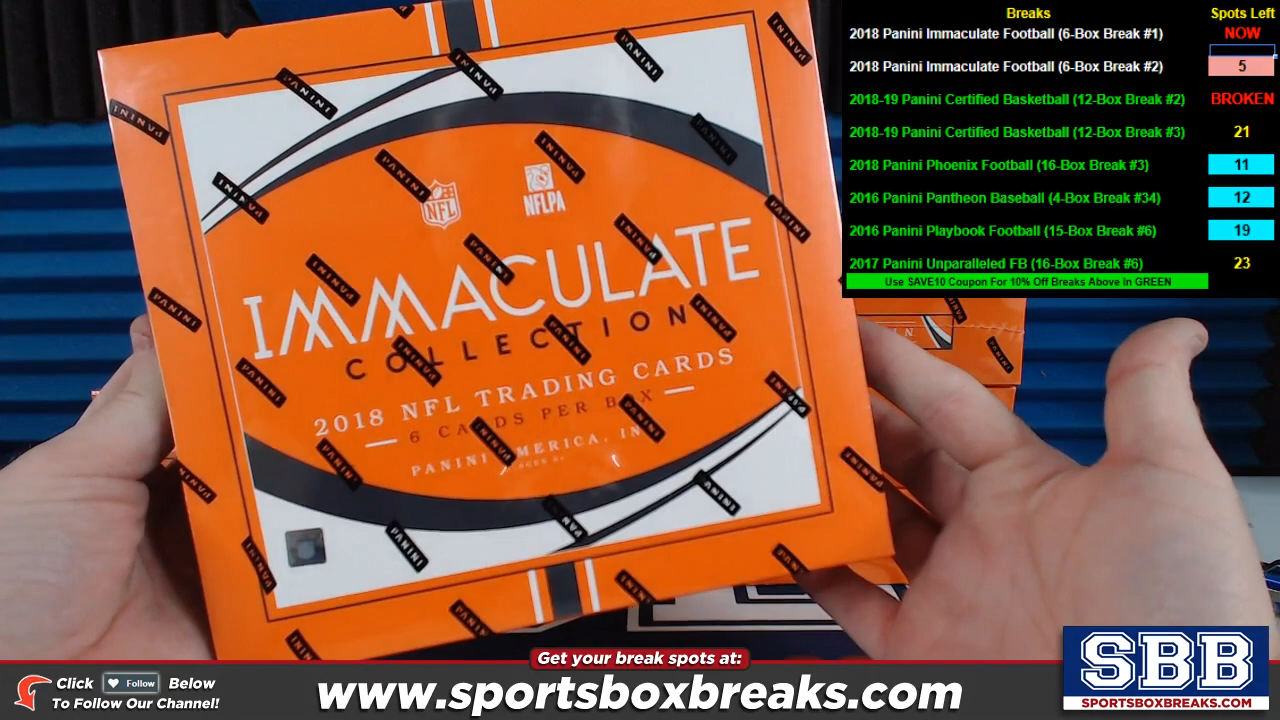 Breaks Spots Left
2018 Panini Immaculate Football (6-Box Break #1) NOW
2018 Panini Immaculate Football (6-Box Break #2) 5
2018-19 Panini Certified Basketball (12-Box Break #2) BROKEN
2018-19 Panini Certified Basketball (12-Box Break #3) 21
2018 Panini Phoenix Football (16-Box Break #3) 11
2016 Panini Pantheon Baseball (4-Box Break #34) 12
2016 Panini Playbook Football (15-Box Break #6) 19
2017 Panini Unparalleled FB (16-Box Break #6) 23
Use SAVE10 Coupon For 10% Off Breaks Above In GREEN
PANINI
NFL
NFLPA
IMMACULATE
COLLECTION
2018 NFL TRADING CARDS
6 CARDS PER BOX
PANINI AMERICA, INC
Get your break spots at:
Click Follow Below
To Follow Our Channel!
www.sportsboxbreaks.com
SBB
SPORTSBOXBREAKS.COM